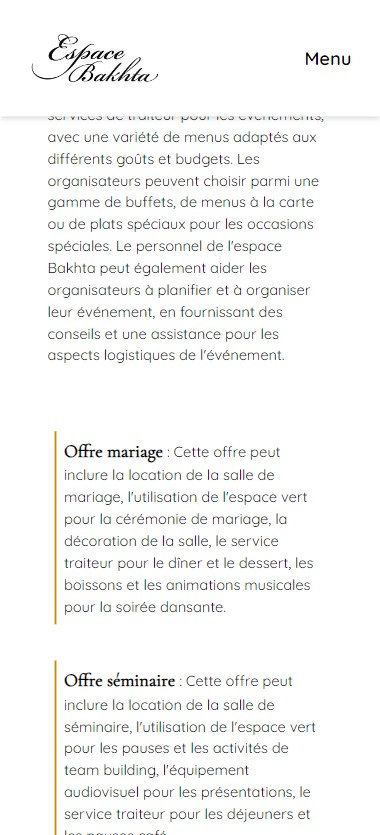 Espace
Bakhta
Menu
services de traiteur pour les événements,
avec une variété de menus adaptés aux
différents goûts et budgets. Les
organisateurs peuvent choisir parmi une
gamme de buffets, de menus à la carte
ou de plats spéciaux pour les occasions
spéciales. Le personnel de l'espace
Bakhta peut également aider les
organisateurs à planifier et à organiser
leur événement, en fournissant des
conseils et une assistance pour les
aspects logistiques de l'événement.
Offre mariage : Cette offre peut
inclure la location de la salle de
mariage, l'utilisation de l'espace vert
pour la cérémonie de mariage, la
décoration de la salle, le service
traiteur pour le dîner et le dessert, les
boissons et les animations musicales
pour la soirée dansante.
Offre séminaire : Cette offre peut
inclure la location de la salle de
séminaire, l'utilisation de l'espace vert
pour les pauses et les activités de
team building, l'équipement
audiovisuel pour les présentations, le
service traiteur pour les déjeuners et
les pauses café.